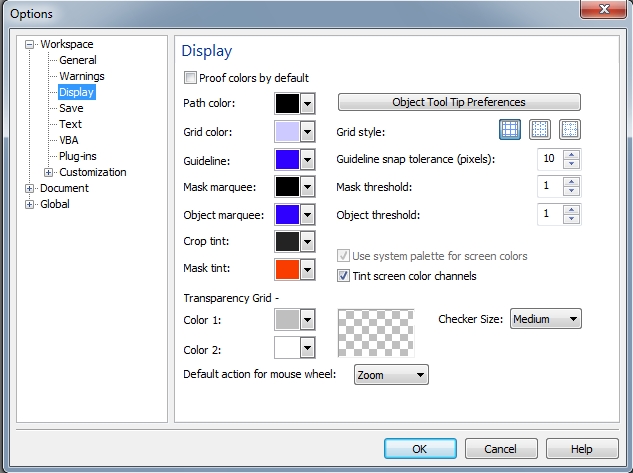 Options
Workspace
General
Warnings
Display
Save
Text
VBA
Plug-ins
Customization
Document
Global
Display
Proof colors by default
Path color:
Object Tool Tip Preferences
Grid color:
Grid style:
Guideline:
Guideline snap tolerance (pixels):
10
Mask marquee:
Mask threshold:
1
Object marquee:
Object threshold:
1
Crop tint:
Use system palette for screen colors
Mask tint:
Tint screen color channels
Transparency Grid -
Color 1:
Checker Size:
Medium
Color 2:
Default action for mouse wheel:
Zoom
OK
Cancel
Help